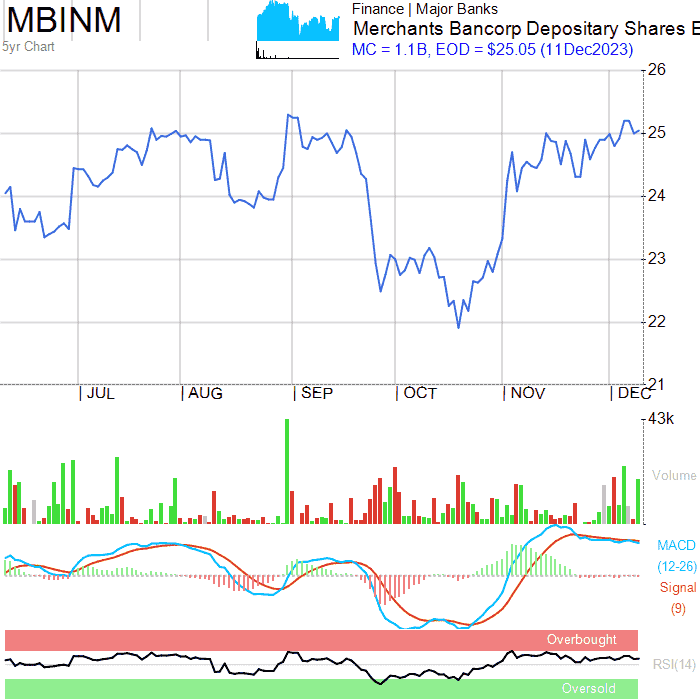 MBINM
5yr Chart
Finance | Major Banks
Merchants Bancorp Depositary Shares E
MC = 1.1B, EOD = $25.05 (11Dec2023)
26
25
24
23
22
21
| JUL | AUG | SEP | OCT | NOV | DEC
43k
Volume
MACD
(12-26)
Signal
(9)
Overbought
RSI(14)
Oversold